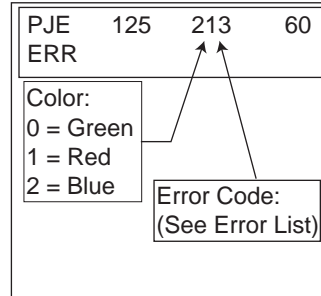 PJE 125 213 60
ERR
Color:
0 = Green
1 = Red
2 = Blue
Error Code:
(See Error List)